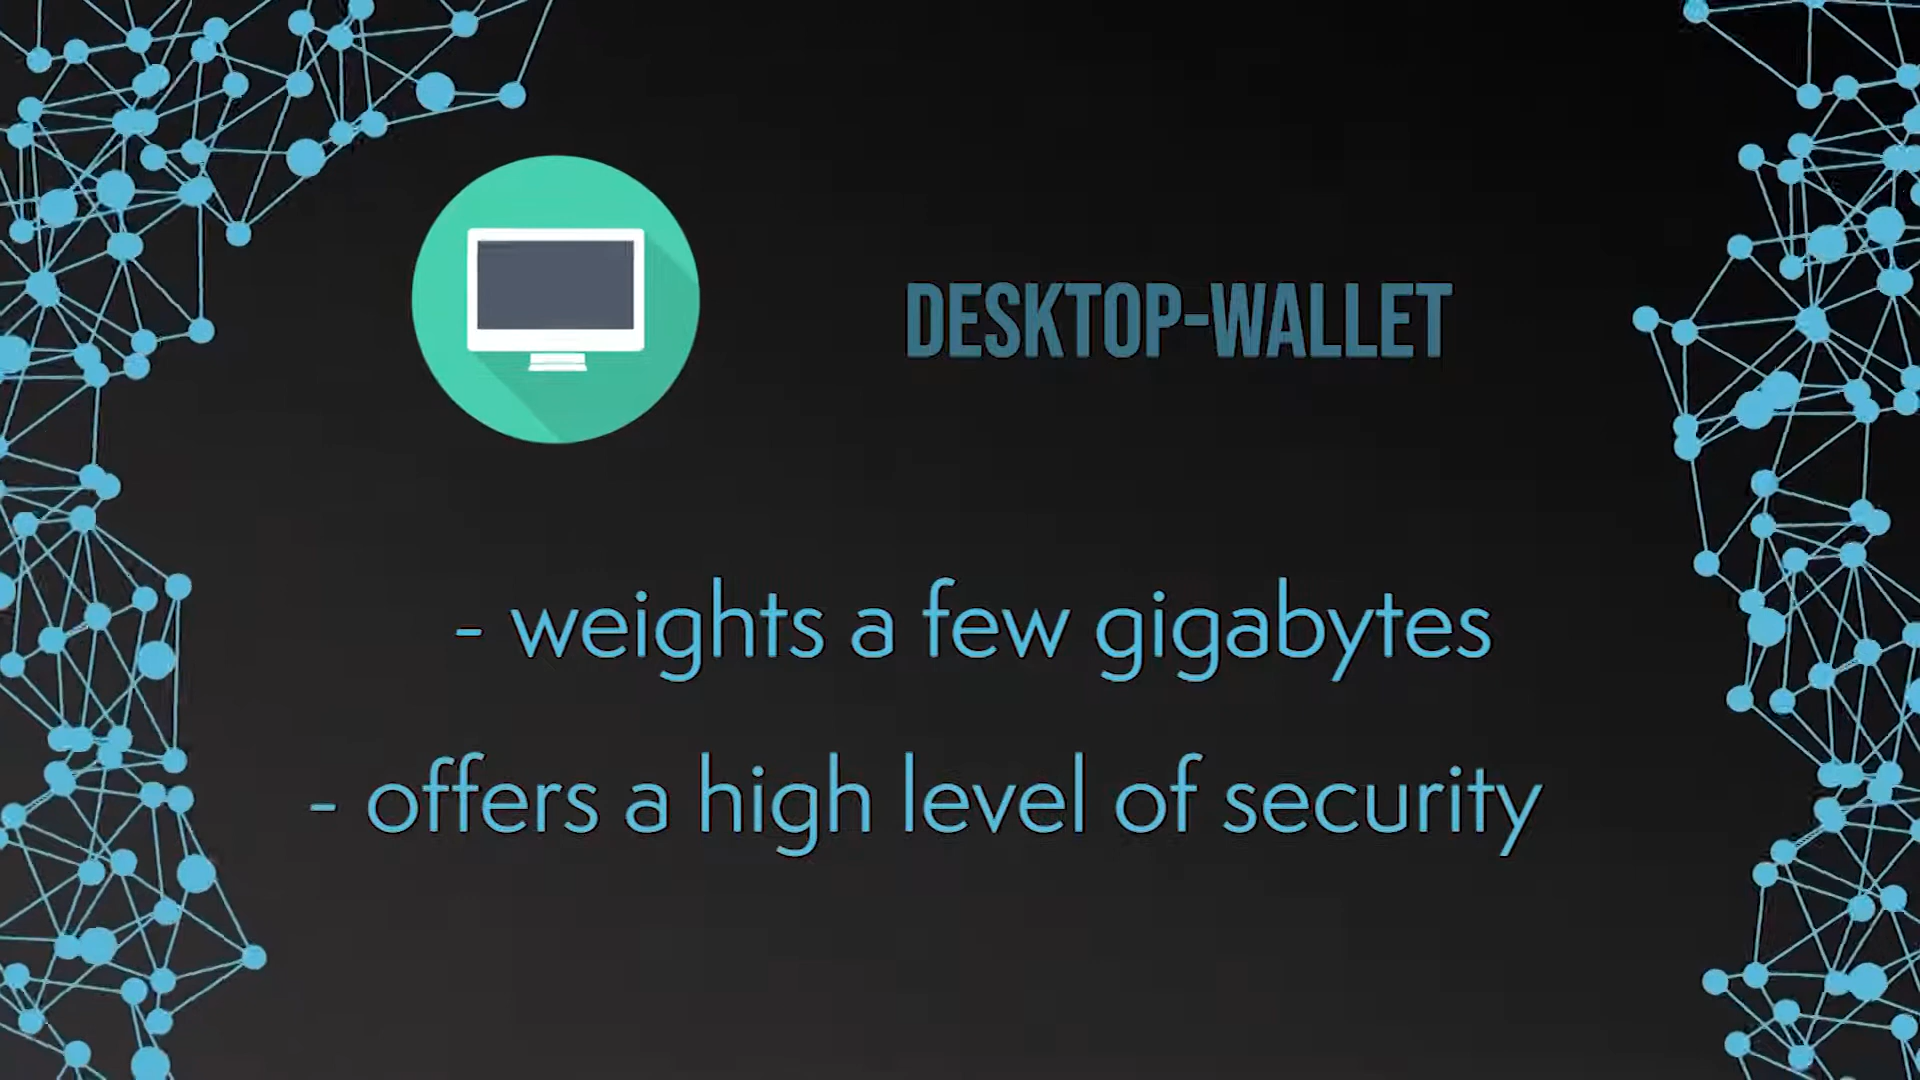 DESKTOP-WALLET
- weights a few gigabytes
- offers a high level of security